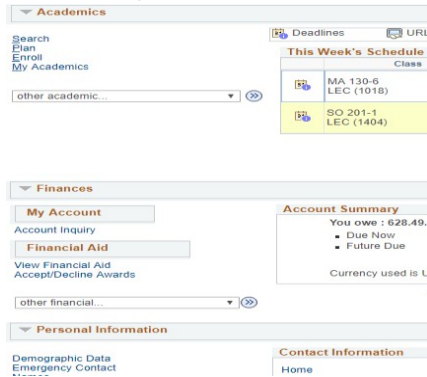 Academics
Search
Plan
Enroll
My Academics
other academic...
Deadlines URL
This Week's Schedule
Class
MA 130-6
LEC (1018)
SO 201-1
LEC (1404)
Finances
My Account
Account Inquiry
Financial Aid
View Financial Aid
Accept/Decline Awards
other financial...
Account Summary
You owe : 628.49.
Due Now
Future Due
Currency used is U
Personal Information
Demographic Data
Emergency Contact
Names
Contact Information
Home